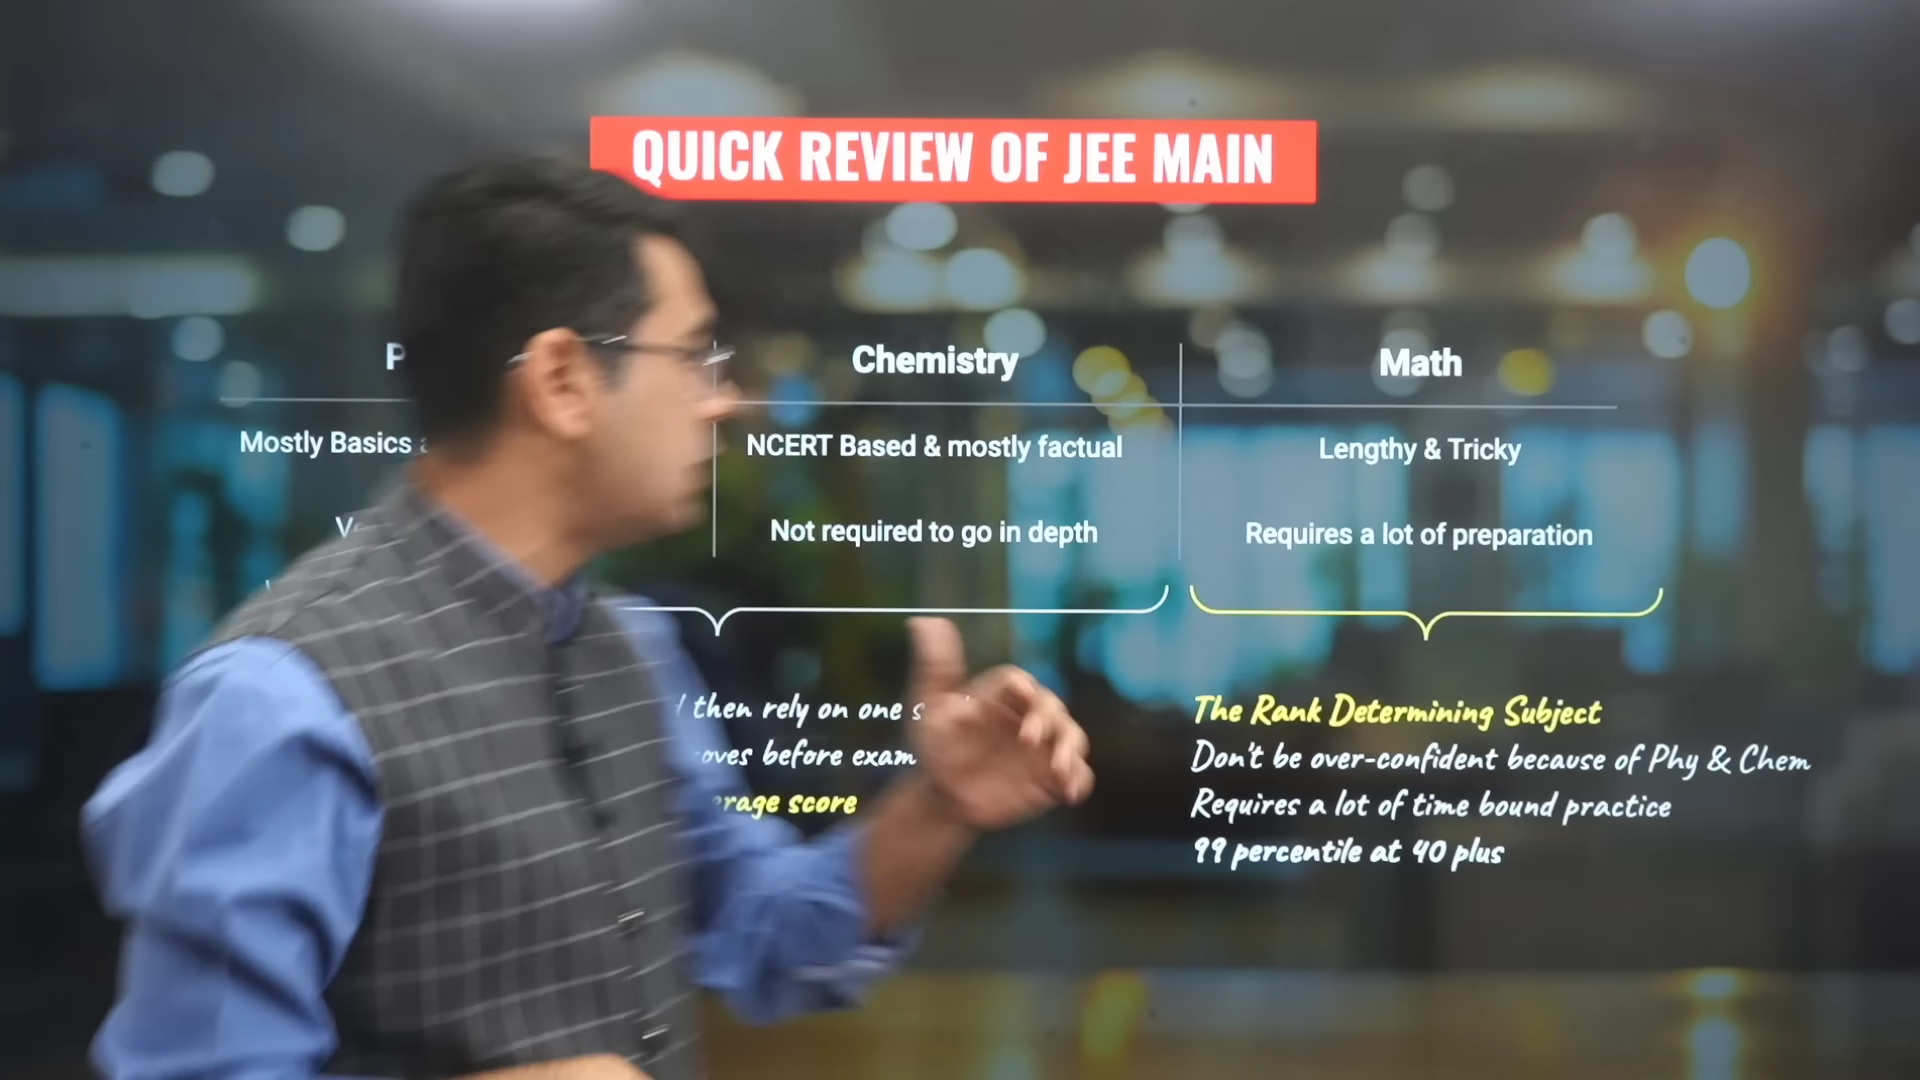 QUICK REVIEW OF JEE MAIN
Chemistry
Math
Mostly Basics
NCERT Based & mostly factual
Lengthy & Tricky
Not required to go in depth
Requires a lot of preparation
then rely on one
before exam
score
The Rank Determining Subject
Don't be over-confident because of Phy & Chem
Requires a lot of time bound practice
99 percentile at 40 plus